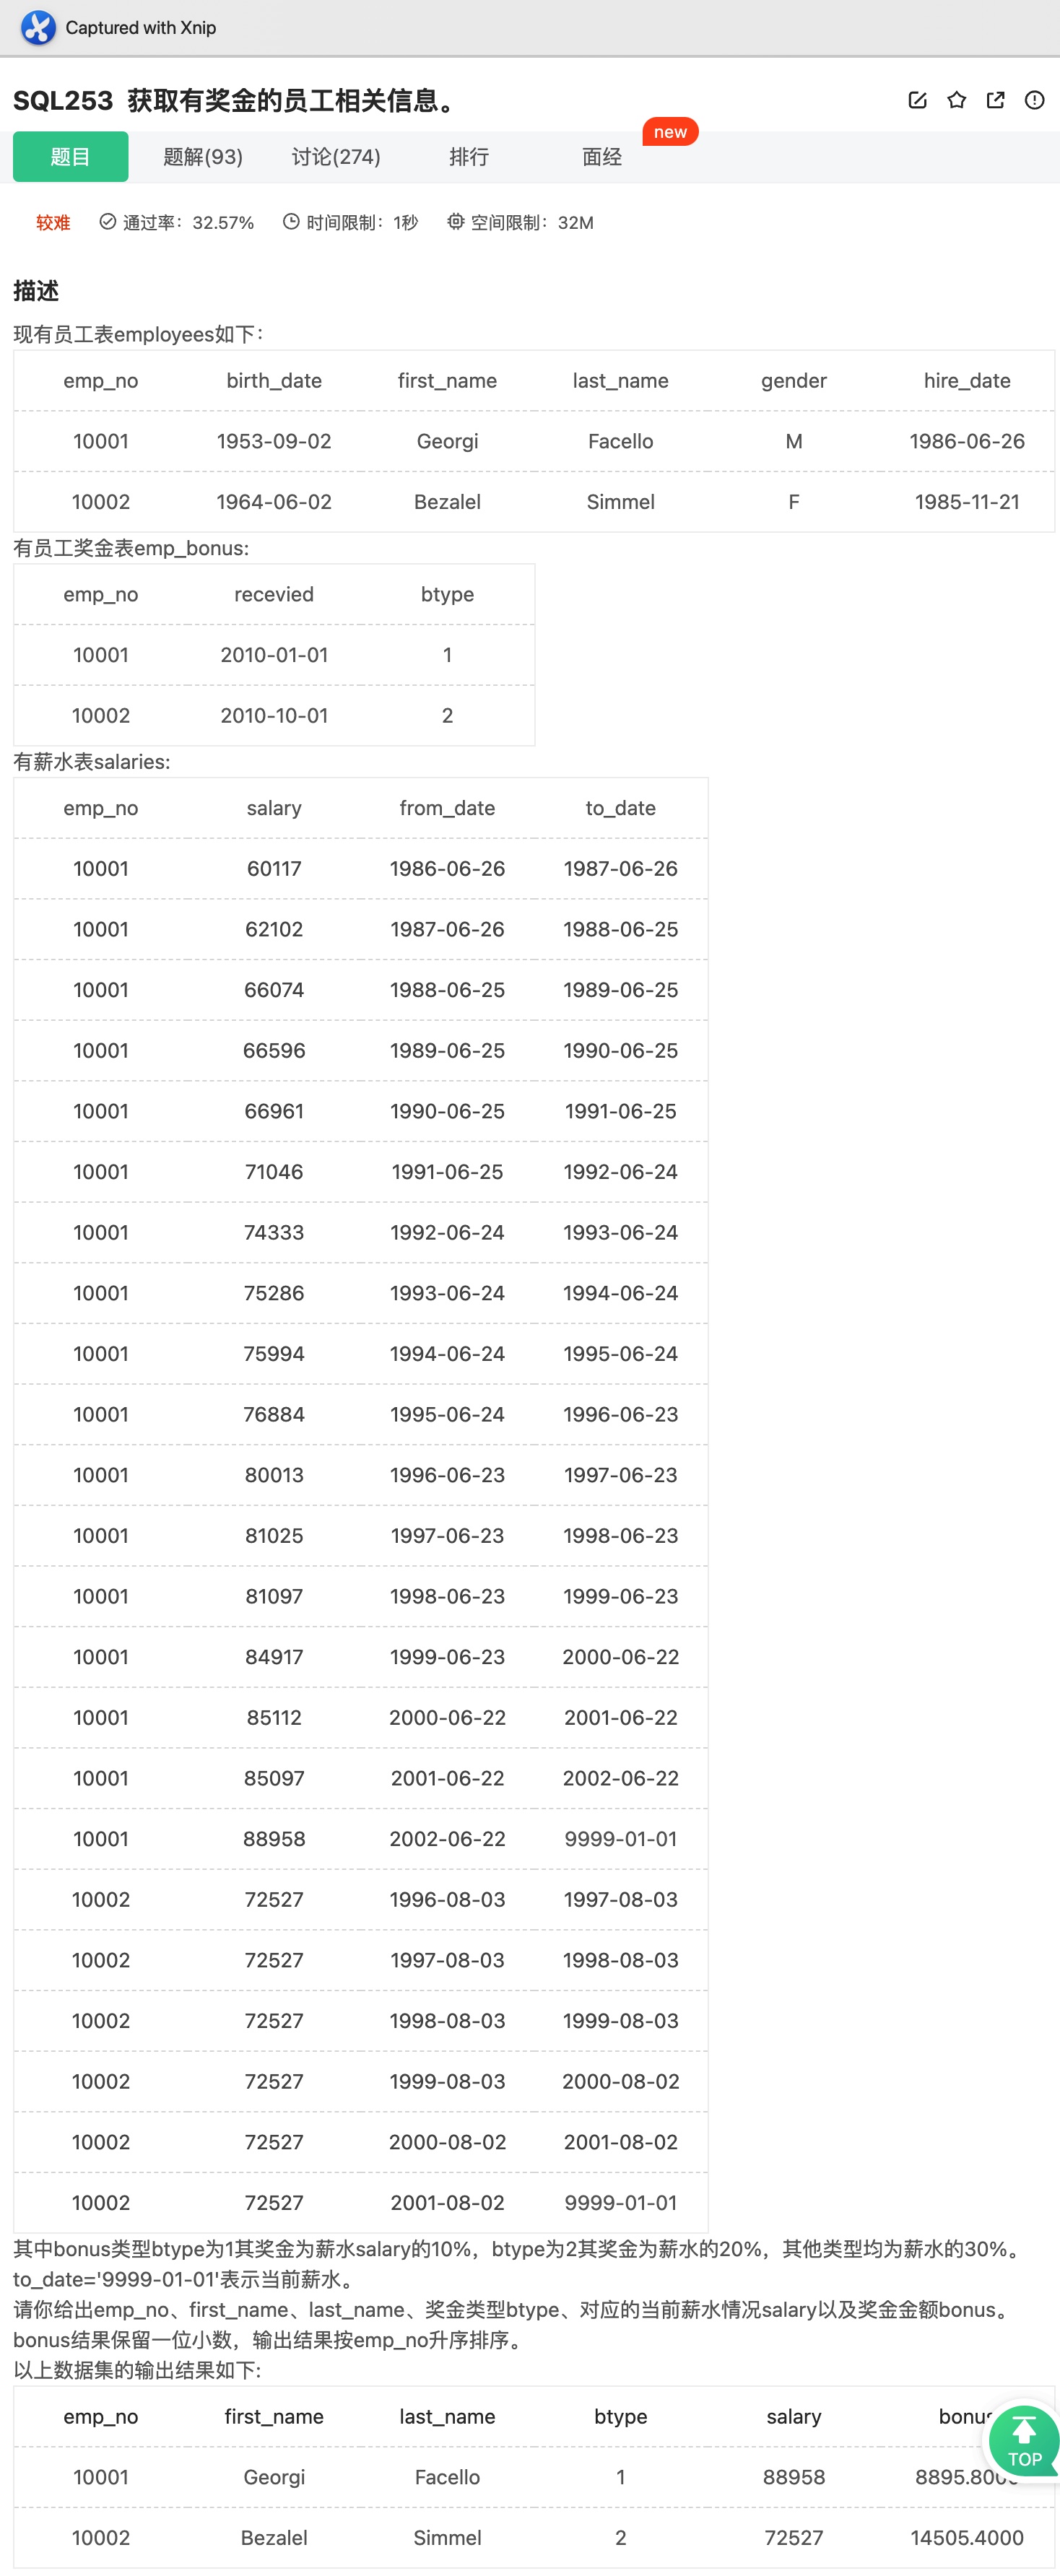 Captured with Xnip
SQL253 获取有奖金的员工相关信息。
题目 题解(93) 讨论(274) 排行 面经 new
较难 通过率：32.57% 时间限制：1秒 空间限制：32M
描述
现有员工表employees如下：
emp_no birth_date first_name last_name gender hire_date
10001 1953-09-02 Georgi Facello M 1986-06-26
10002 1964-06-02 Bezalel Simmel F 1985-11-21
有员工奖金表emp_bonus:
emp_no recevied btype
10001 2010-01-01 1
10002 2010-10-01 2
有薪水表salaries:
emp_no salary from_date to_date
10001 60117 1986-06-26 1987-06-26
10001 62102 1987-06-26 1988-06-25
10001 66074 1988-06-25 1989-06-25
10001 66596 1989-06-25 1990-06-25
10001 66961 1990-06-25 1991-06-25
10001 71046 1991-06-25 1992-06-24
10001 74333 1992-06-24 1993-06-24
10001 75286 1993-06-24 1994-06-24
10001 75994 1994-06-24 1995-06-24
10001 76884 1995-06-24 1996-06-23
10001 80013 1996-06-23 1997-06-23
10001 81025 1997-06-23 1998-06-23
10001 81097 1998-06-23 1999-06-23
10001 84917 1999-06-23 2000-06-22
10001 85112 2000-06-22 2001-06-22
10001 85097 2001-06-22 2002-06-22
10001 88958 2002-06-22 9999-01-01
10002 72527 1996-08-03 1997-08-03
10002 72527 1997-08-03 1998-08-03
10002 72527 1998-08-03 1999-08-03
10002 72527 1999-08-03 2000-08-02
10002 72527 2000-08-02 2001-08-02
10002 72527 2001-08-02 9999-01-01
其中bonus类型btype为1其奖金为薪水salary的10%，btype为2其奖金为薪水的20%，其他类型均为薪水的30%。
to_date='9999-01-01'表示当前薪水。
请你给出emp_no、first_name、last_name、奖金类型btype、对应的当前薪水情况salary以及奖金金额bonus。
bonus结果保留一位小数，输出结果按emp_no升序排序。
以上数据集的输出结果如下:
emp_no first_name last_name btype salary bonus
TOP
10001 Georgi Facello 1 88958 8895.8000
10002 Bezalel Simmel 2 72527 14505.4000